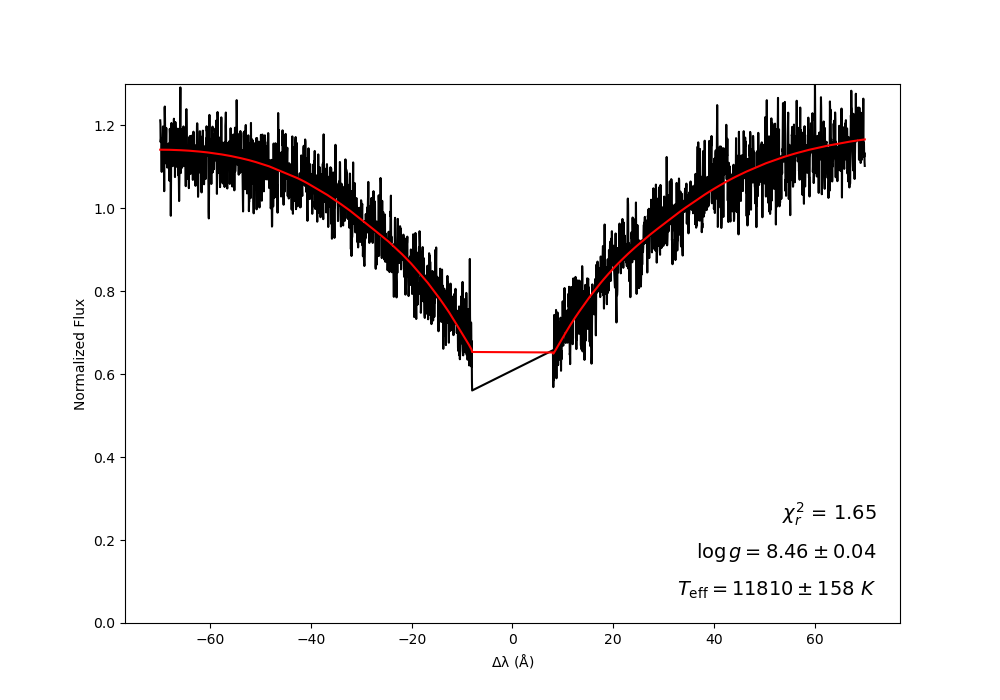 1.2
1.0
0.8
0.6
0.4
0.2
0.0
Normalized Flux
χ²ᵣ = 1.65
log g = 8.46 ± 0.04
T_eff = 11810 ± 158 K
−60 −40 −20 0 20 40 60
Δλ (Å)